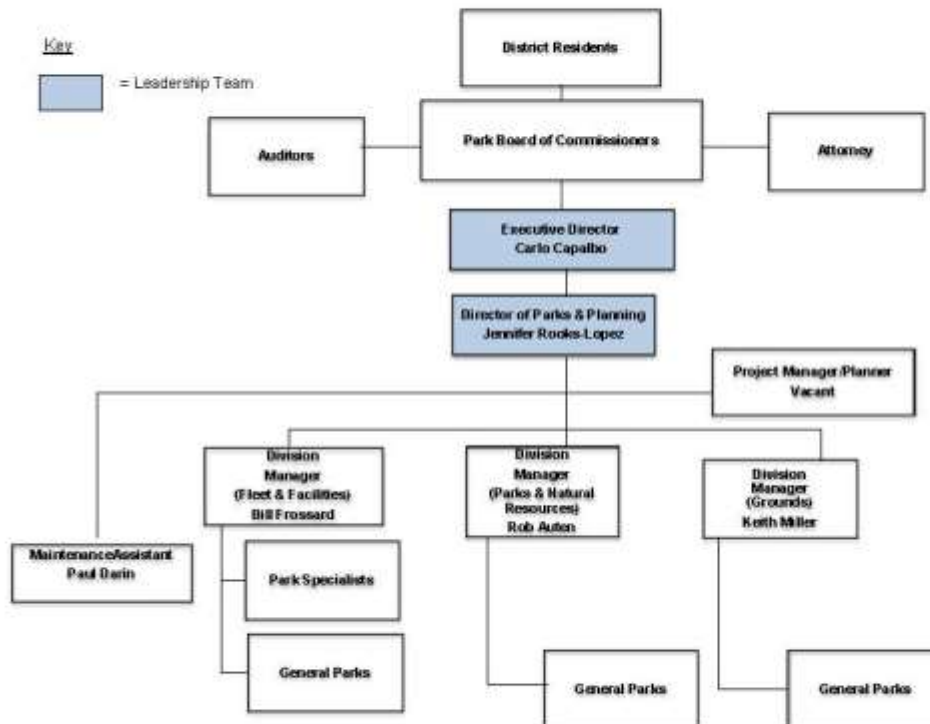 Key
= Leadership Team
District Residents
Park Board of Commissioners
Auditors
Attorney
Executive Director
Carlo Capalbo
Director of Parks & Planning
Jennifer Rooks-Lopez
Project Manager/Planner
Vacant
Division
Manager
(Fleet & Facilities)
Bill Frossard
Division
Manager
(Parks & Natural
Resources)
Rob Auten
Division
Manager
(Grounds)
Keith Miller
MaintenanceAssistant
Paul Darin
Park Specialists
General Parks
General Parks
General Parks